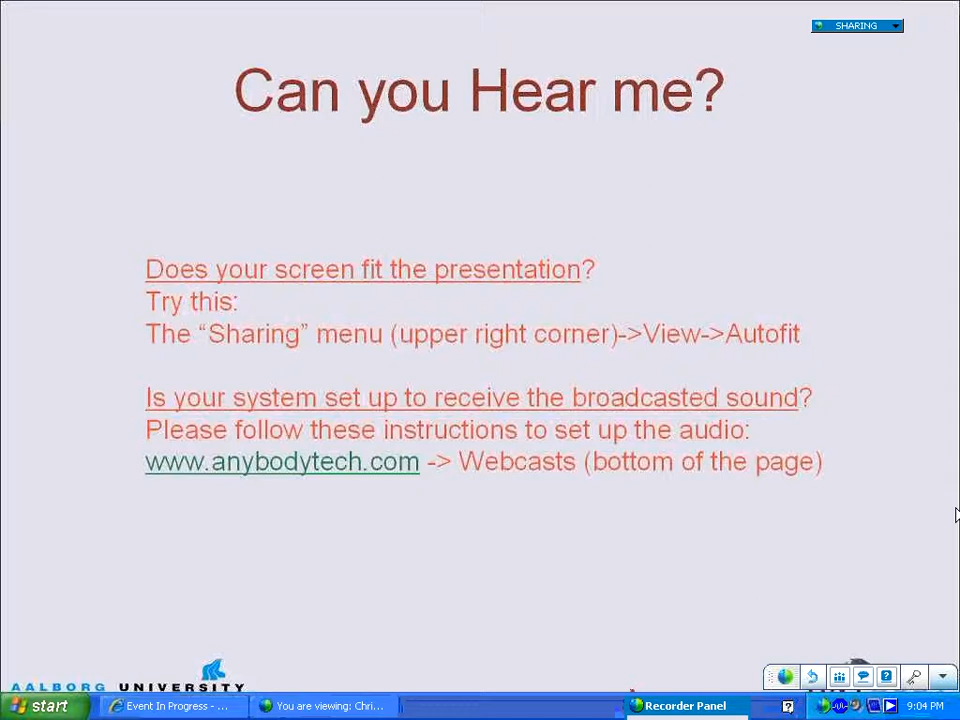 SHARING
Can you Hear me?
Does your screen fit the presentation?
Try this:
The “Sharing” menu (upper right corner)->View->Autofit
Is your system set up to receive the broadcasted sound?
Please follow these instructions to set up the audio:
www.anybodytech.com -> Webcasts (bottom of the page)
AALBORG UNIVERSITY
start
Event In Progress - ...
You are viewing: Chri...
Recorder Panel
9:04 PM